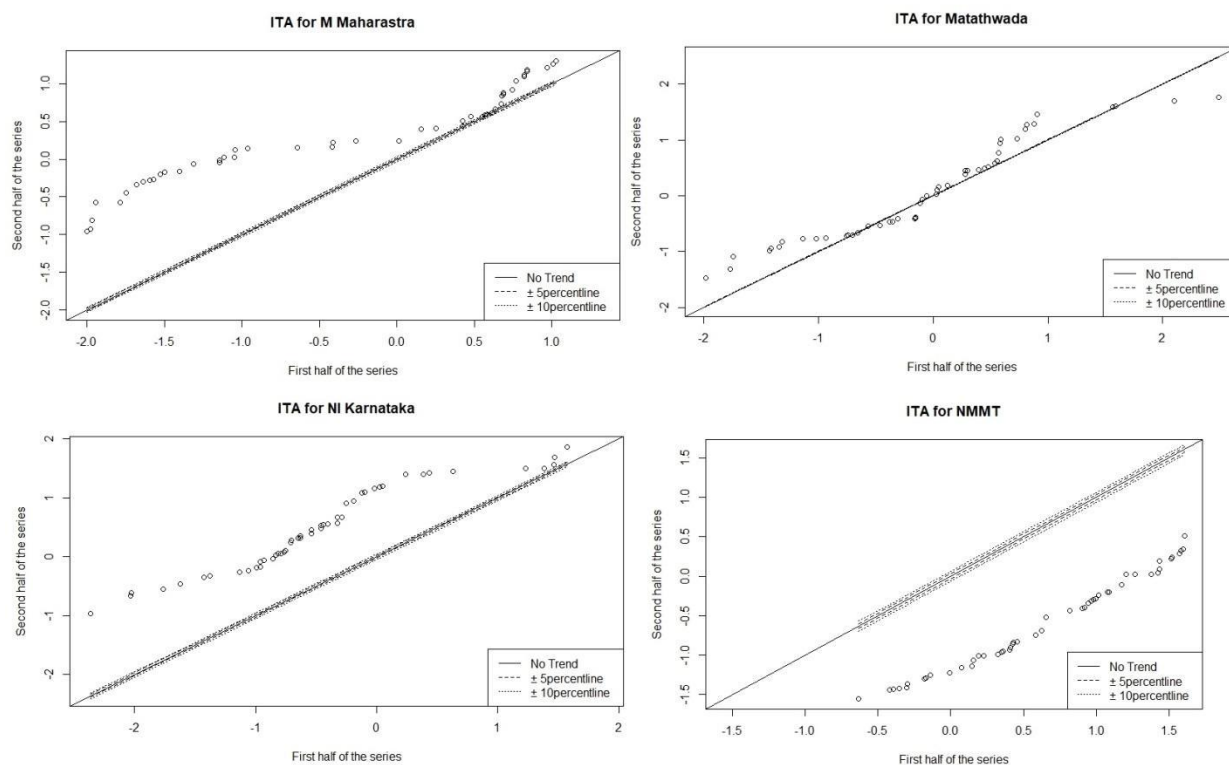 ITA for M Maharastra
Second half of the series
1.0
0.5
0.0
-0.5
-1.0
-1.5
-2.0
No Trend
± 5percentline
± 10percentline
-2.0 -1.5 -1.0 -0.5 0.0 0.5 1.0
First half of the series
ITA for Matathwada
Second half of the series
2
1
0
-1
-2
No Trend
± 5percentline
± 10percentline
-2 -1 0 1 2
First half of the series
ITA for NI Karnataka
Second half of the series
2
1
0
-1
-2
No Trend
± 5percentline
± 10percentline
-2 -1 0 1 2
First half of the series
ITA for NMMT
Second half of the series
1.5
1.0
0.5
0.0
-0.5
-1.0
-1.5
No Trend
± 5percentline
± 10percentline
-1.5 -1.0 -0.5 0.0 0.5 1.0 1.5
First half of the series